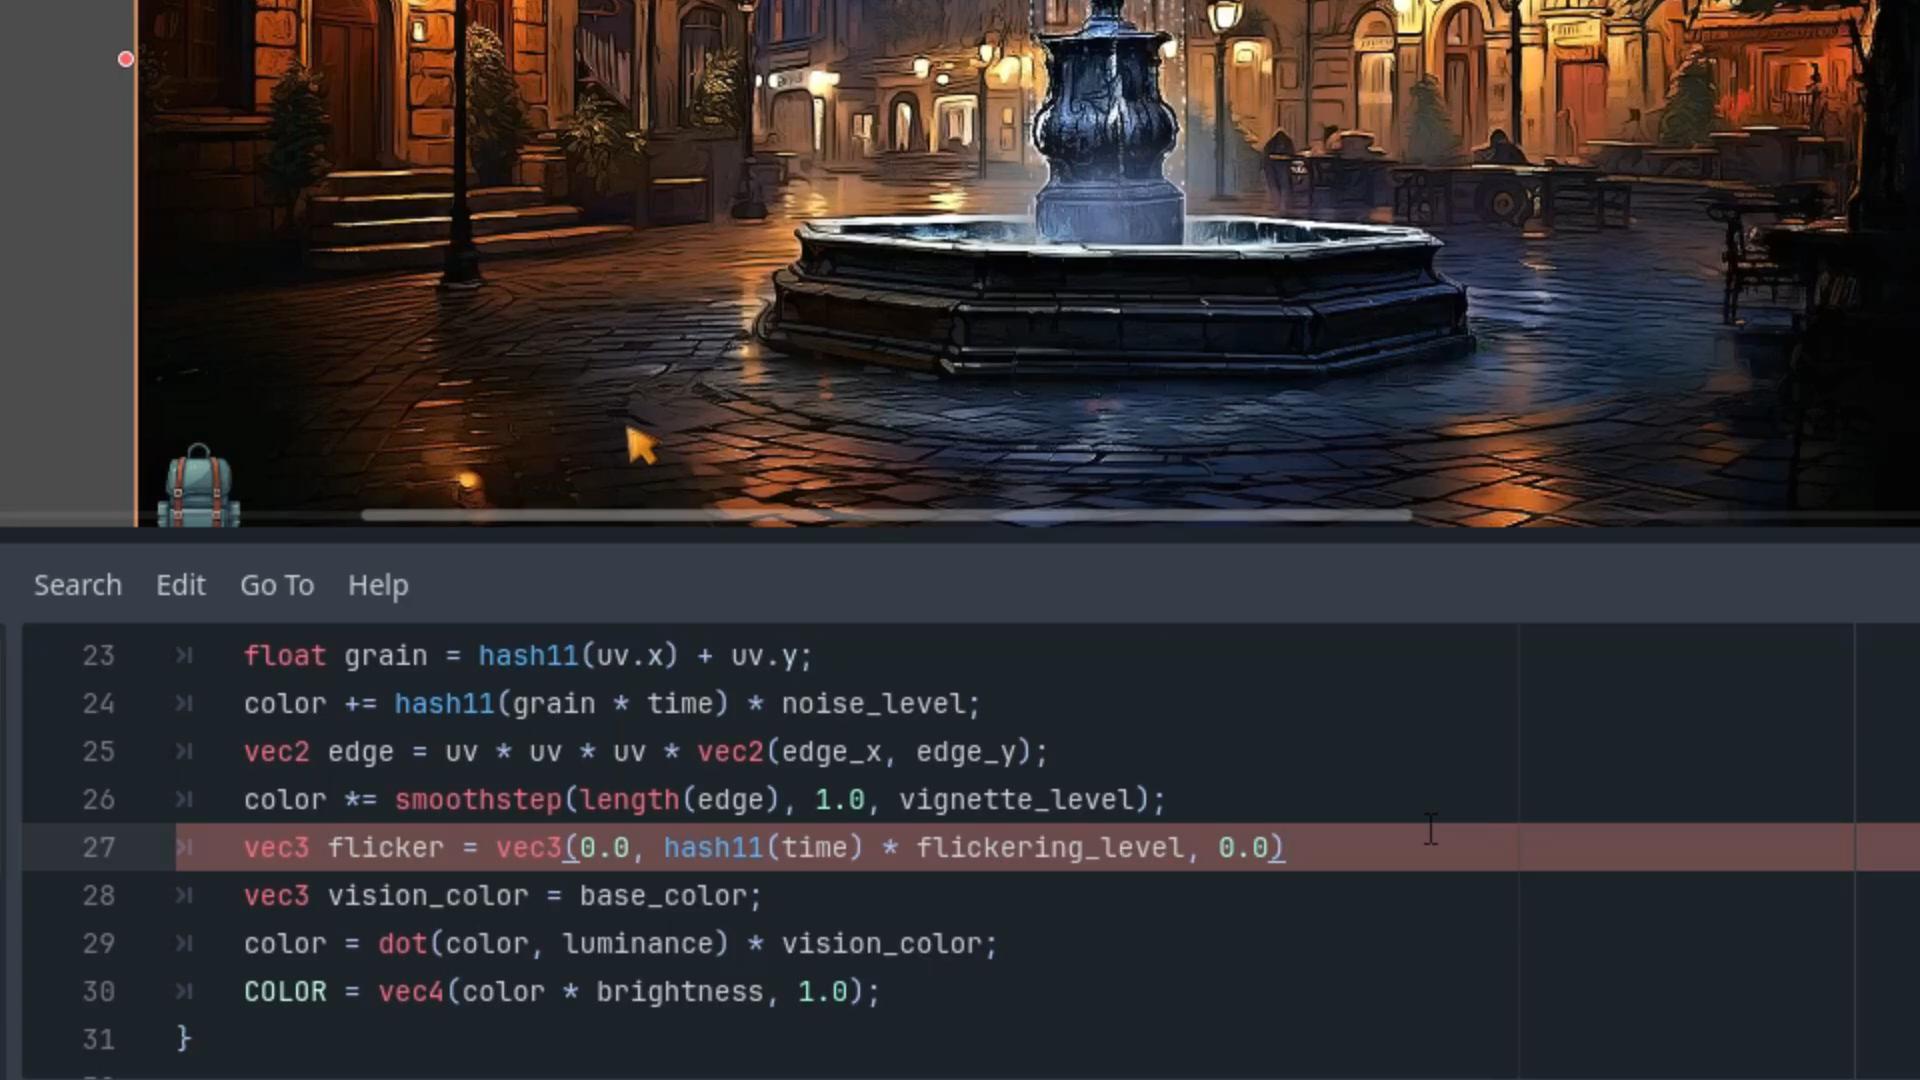 Search Edit Go To Help
23 float grain = hash11(uv.x) + uv.y;
24 color += hash11(grain * time) * noise_level;
25 vec2 edge = uv * uv * uv * vec2(edge_x, edge_y);
26 color *= smoothstep(length(edge), 1.0, vignette_level);
27 vec3 flicker = vec3(0.0, hash11(time) * flickering_level, 0.0)
28 vec3 vision_color = base_color;
29 color = dot(color, luminance) * vision_color;
30 COLOR = vec4(color * brightness, 1.0);
31 }